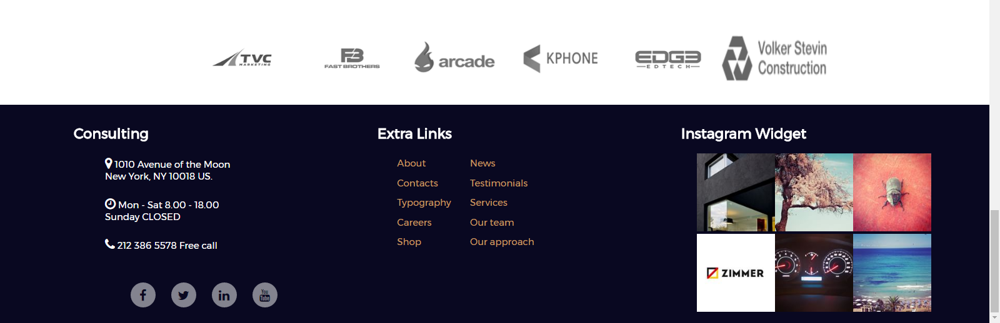 TVC
MARKETING
FB
FAST BROTHERS
arcade
KPHONE
EDG3
EDTECH
Volker Stevin
Construction
Consulting
1010 Avenue of the Moon
New York, NY 10018 US.
Mon - Sat 8.00 - 18.00
Sunday CLOSED
212 386 5578 Free call
You
Tube
Extra Links
About
Contacts
Typography
Careers
Shop
News
Testimonials
Services
Our team
Our approach
Instagram Widget
ZIMMER